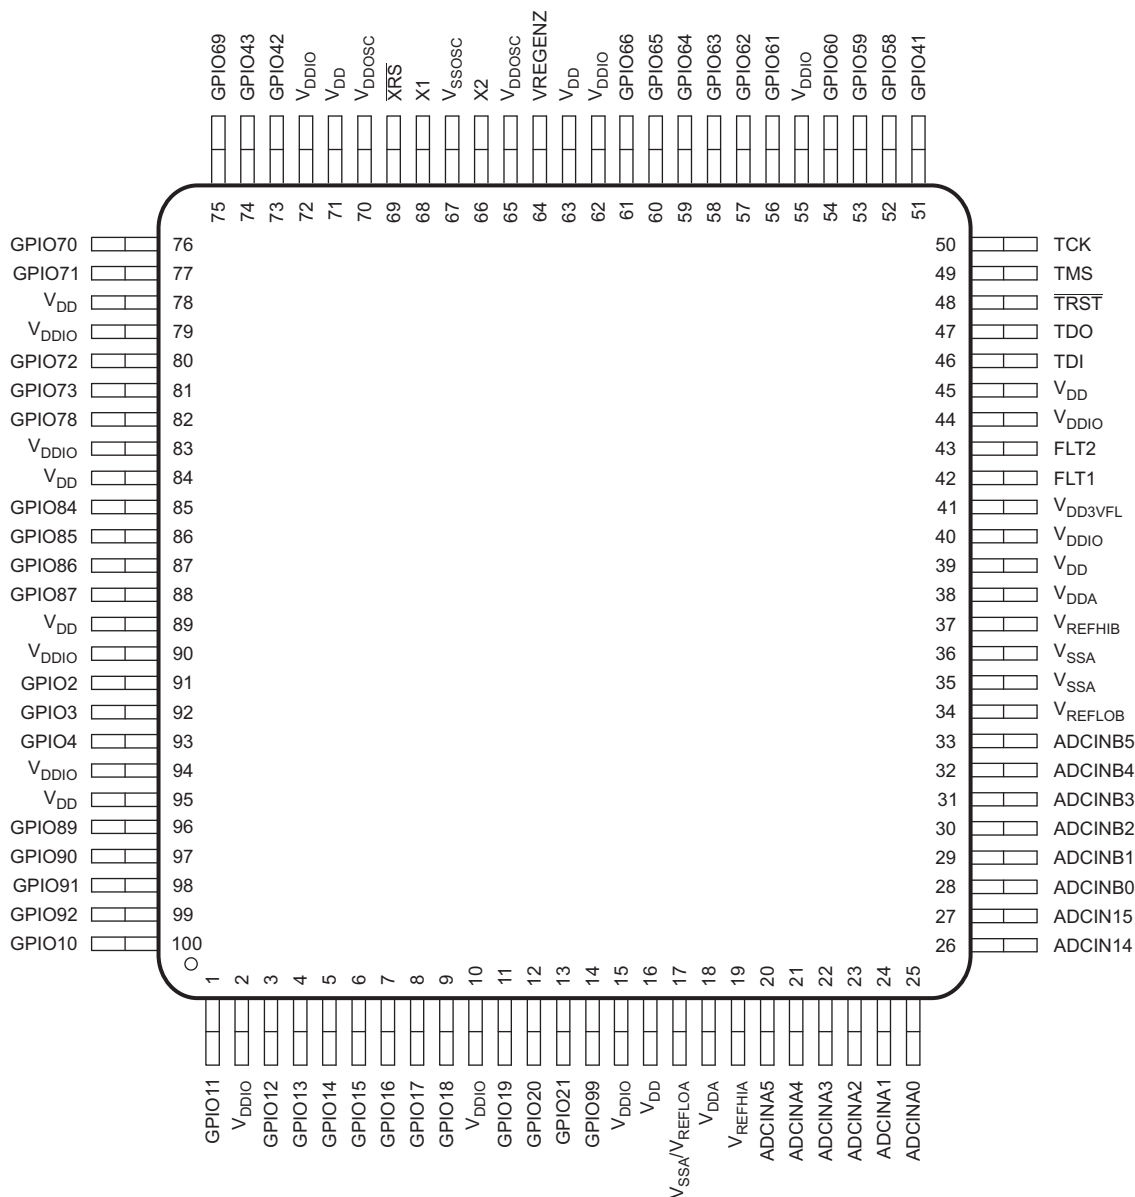 GPIO69 GPIO43 GPIO42 VDDIO VDD VDDOSC XRS X1 VSSOSC X2 VDDOSC VREGENZ VDD VDDIO GPIO66 GPIO65 GPIO64 GPIO63 GPIO62 GPIO61 VDDIO GPIO60 GPIO59 GPIO58 GPIO41
75 74 73 72 71 70 69 68 67 66 65 64 63 62 61 60 59 58 57 56 55 54 53 52 51
GPIO70 76 50 TCK
GPIO71 77 49 TMS
VDD 78 48 TRST
VDDIO 79 47 TDO
GPIO72 80 46 TDI
GPIO73 81 45 VDD
GPIO78 82 44 VDDIO
VDDIO 83 43 FLT2
VDD 84 42 FLT1
GPIO84 85 41 VDD3VFL
GPIO85 86 40 VDDIO
GPIO86 87 39 VDD
GPIO87 88 38 VDDA
VDD 89 37 VREFHIB
VDDIO 90 36 VSSA
GPIO2 91 35 VSSA
GPIO3 92 34 VREFLOB
GPIO4 93 33 ADCINB5
VDDIO 94 32 ADCINB4
VDD 95 31 ADCINB3
GPIO89 96 30 ADCINB2
GPIO90 97 29 ADCINB1
GPIO91 98 28 ADCINB0
GPIO92 99 27 ADCIN15
GPIO10 100 26 ADCIN14
1 2 3 4 5 6 7 8 9 10 11 12 13 14 15 16 17 18 19 20 21 22 23 24 25
GPIO11 VDDIO GPIO12 GPIO13 GPIO14 GPIO15 GPIO16 GPIO17 GPIO18 VDDIO GPIO19 GPIO20 GPIO21 GPIO99 VDDIO VDD VSSA/VREFLOA VDDA VREFHIA ADCINA5 ADCINA4 ADCINA3 ADCINA2 ADCINA1 ADCINA0